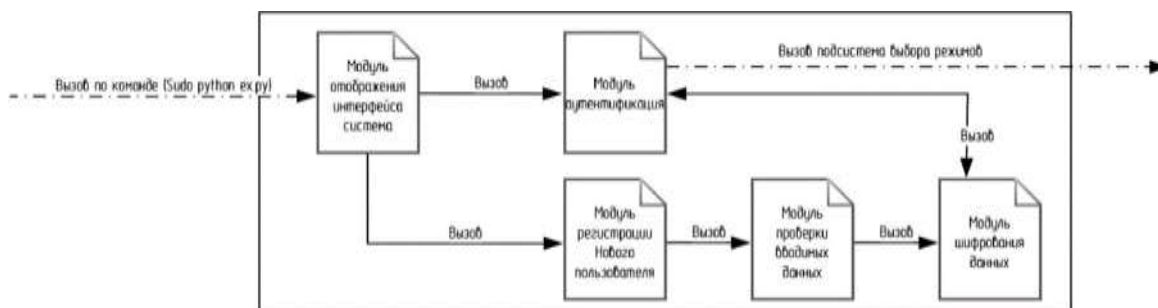 Вызов подсистема выбора режимов
Модуль
отображения
интерфейса
система
Вызов по команде (Sudo python ex.py)
Вызов
Модуль
аутентификация
Вызов
Вызов
Модуль
регистрации
Нового
пользователя
Вызов
Модуль
проверки
вводимых
данных
Вызов
Модуль
шифрования
данных